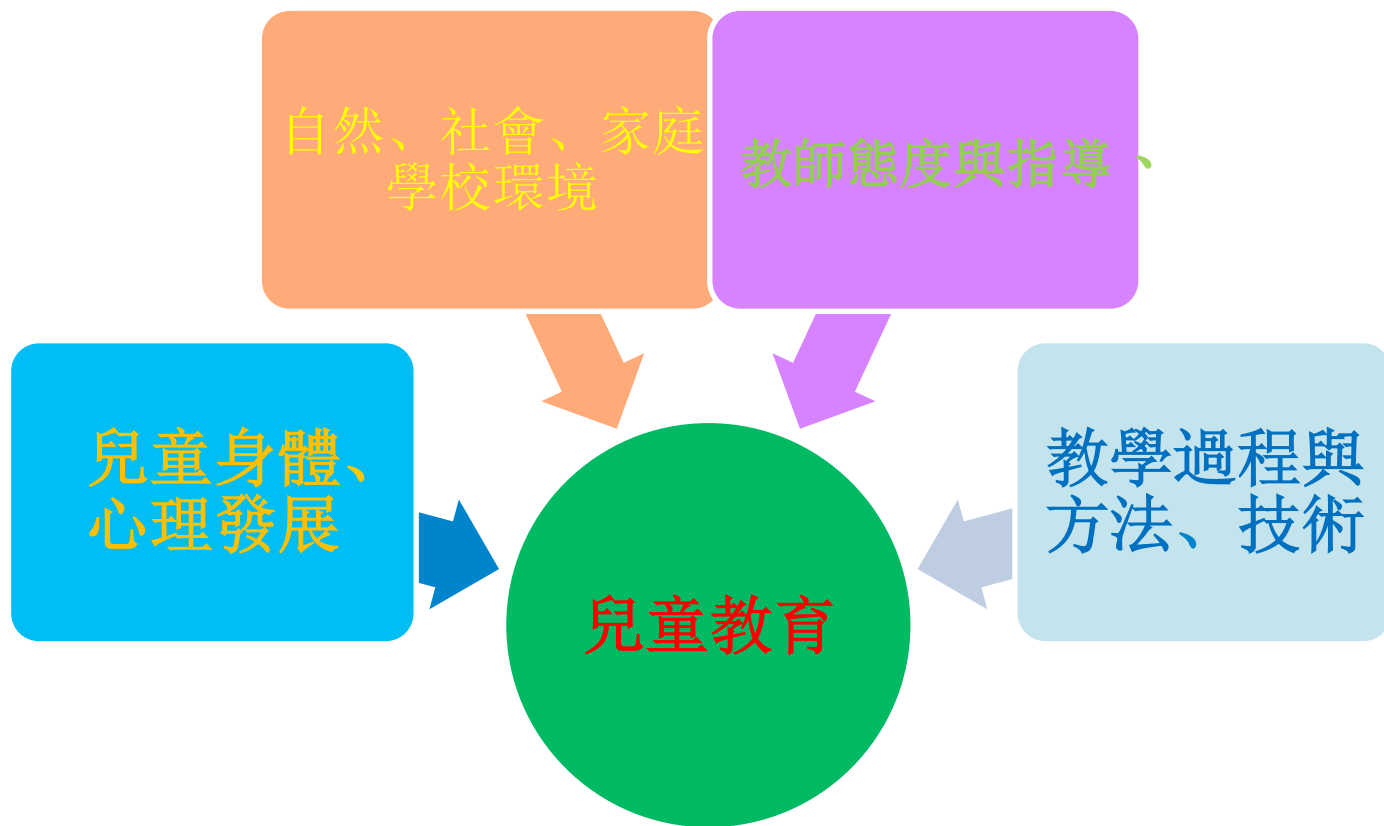 自然、社會、家庭
學校環境
教師態度與指導、
兒童身體、
心理發展
教學過程與
方法、技術
兒童教育